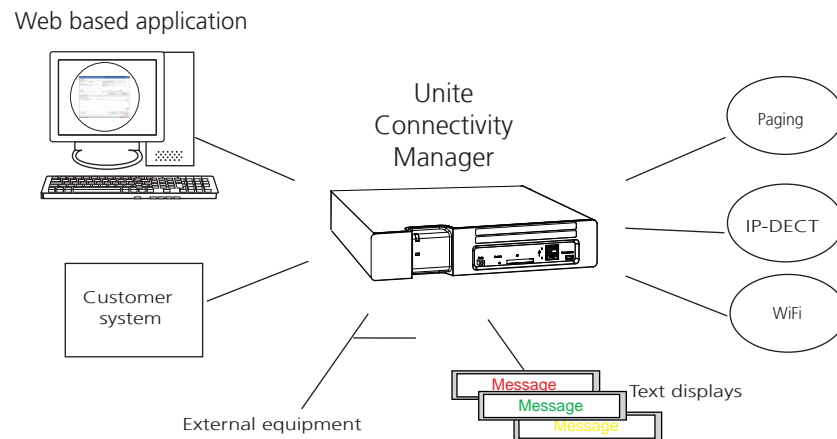 Web based application
Unite
Connectivity
Manager
Paging
IP-DECT
WiFi
Customer
system
External equipment
Message
Message
Message
Text displays